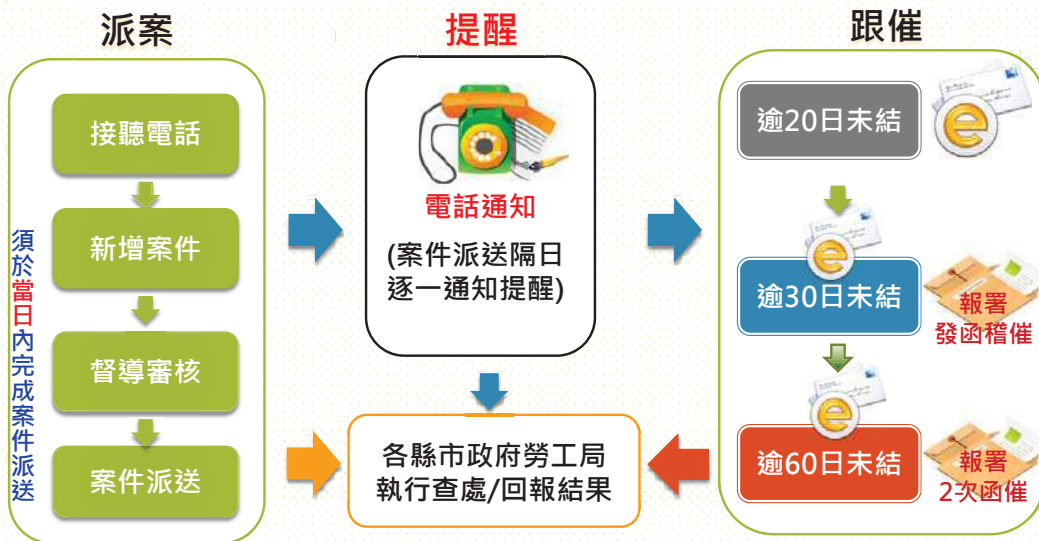 派案
接聽電話
新增案件
督導審核
案件派送
須於當日內完成案件派送
提醒
電話通知
(案件派送隔日
逐一通知提醒)
各縣市政府勞工局
執行查處/回報結果
跟催
逾20日未結
逾30日未結
報署
發函稽催
逾60日未結
報署
2次函催